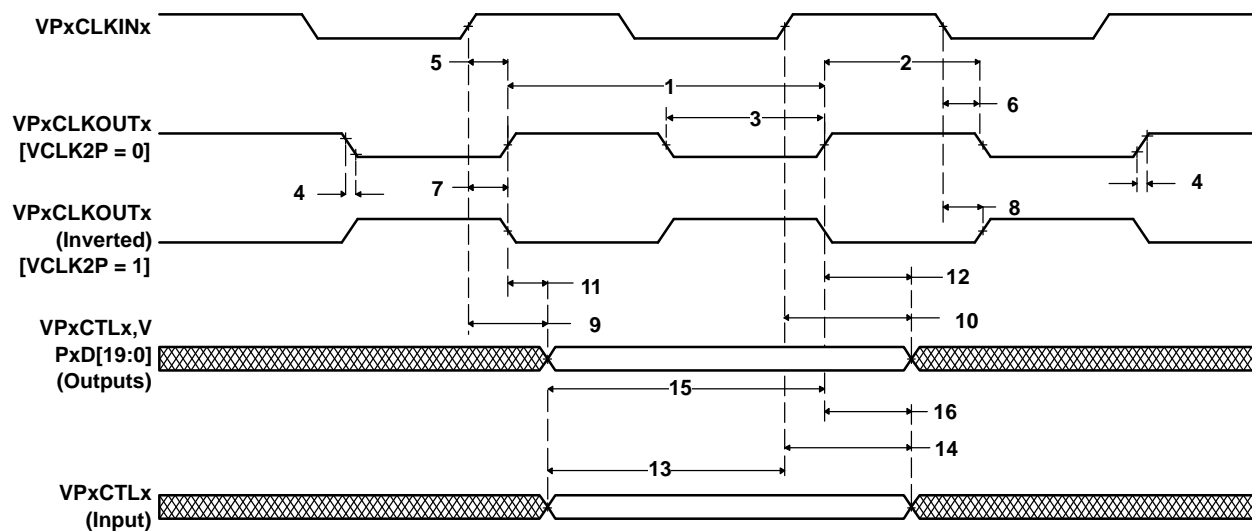 VPxCLKINx
5
2
1
6
VPxCLKOUTx
[VCLK2P = 0]
3
4
7
4
VPxCLKOUTx
(Inverted)
[VCLK2P = 1]
8
11
12
9
10
VPxCTLx,V
PxD[19:0]
(Outputs)
15
16
14
13
VPxCTLx
(Input)